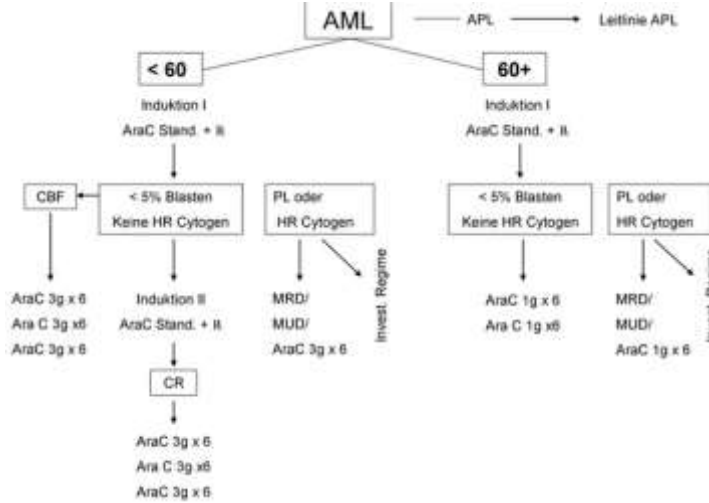 AML
APL
Leitlinie APL
< 60
60+
Induktion I
AraC Stand. +
Induktion I
AraC Stand. +
CBF
< 5% Blasten
Keine HR Cytogen
PL oder
HR Cytogen
< 5% Blasten
Keine HR Cytogen
PL oder
HR Cytogen
AraC 3g x 6
Ara C 3g x6
AraC 3g x 6
Induktion II
AraC Stand. +
MRD/
MUD/
AraC 3g x 6
Invest. Regime
AraC 1g x 6
Ara C 1g x6
MRD/
MUD/
AraC 1g x 6
Invest.
CR
AraC 3g x 6
Ara C 3g x6
AraC 3g x 6